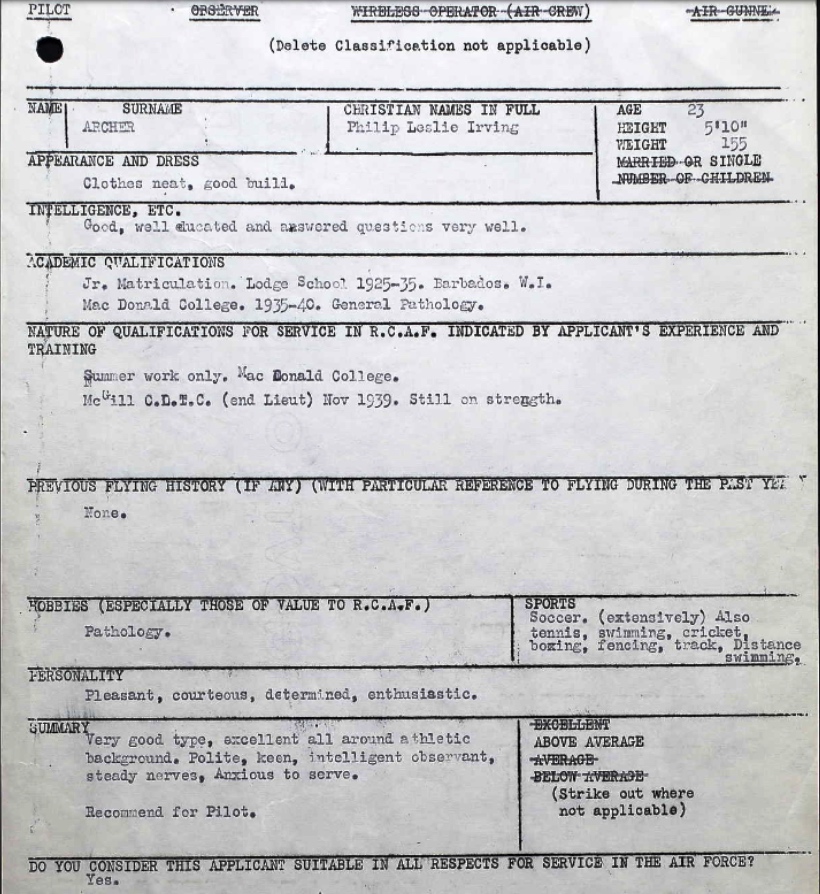 PILOT OBSERVER WIRELESS OPERATOR (AIR CREW) AIR GUNNE
(Delete Classification not applicable)
NAME SURNAME CHRISTIAN NAMES IN FULL AGE 23
ARCHER Philip Leslie Irving HEIGHT 5'10"
WEIGHT 155
APPEARANCE AND DRESS MARRIED OR SINGLE
Clothes neat, good build. NUMBER OF CHILDREN
INTELLIGENCE, ETC.
Good, well educated and answered questions very well.
ACADEMIC QUALIFICATIONS
Jr. Matriculation. Lodge School 1925-35. Barbados. W.I.
Mac Donald College. 1935-40. General Pathology.
NATURE OF QUALIFICATIONS FOR SERVICE IN R.C.A.F. INDICATED BY APPLICANT'S EXPERIENCE AND
TRAINING
Summer work only. Mac Donald College.
McGill C.D.T.C. (end Lieut) Nov 1939. Still on strength.
PREVIOUS FLYING HISTORY (IF ANY) (WITH PARTICULAR REFERENCE TO FLYING DURING THE PAST
None.
HOBBIES (ESPECIALLY THOSE OF VALUE TO R.C.A.F.) SPORTS
Pathology. Soccer. (extensively) Also
tennis, swimming, cricket,
boxing, fencing, track, Distance
swimming.
PERSONALITY
Pleasant, courteous, determined, enthusiastic.
SUMMARY EXCELLENT
Very good type, excellent all around athletic ABOVE AVERAGE
background. Polite, keen, intelligent observant, AVERAGE
steady nerves, Anxious to serve. BELOW AVERAGE
(Strike out where
Recommend for Pilot. not applicable)
DO YOU CONSIDER THIS APPLICANT SUITABLE IN ALL RESPECTS FOR SERVICE IN THE AIR FORCE?
Yes.